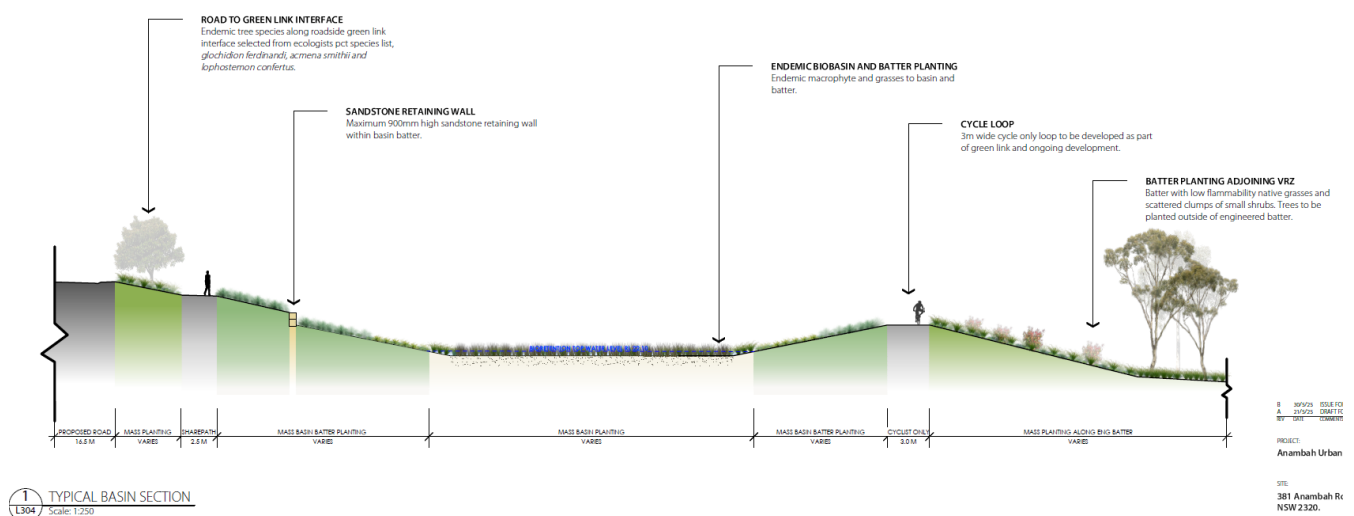 ROAD TO GREEN LINK INTERFACE
Endemic tree species along roadside green link
interface selected from ecologists pct species list,
glochidion ferdinandi, acmena smithii and
lophostemon confertus.
SANDSTONE RETAINING WALL
Maximum 900mm high sandstone retaining wall
within basin batter.
ENDEMIC BIOBASIN AND BATTER PLANTING
Endemic macrophyte and grasses to basin and
batter.
CYCLE LOOP
3m wide cycle only loop to be developed as part
of green link and ongoing development.
BATTER PLANTING ADJOINING VRZ
Batter with low flammability native grasses and
scattered clumps of small shrubs. Trees to be
planted outside of engineered batter.
PROPOSED ROAD
16.5 M
MASS PLANTING
VARIES
SHAREPATH
2.5 M
MASS BASIN BATTER PLANTING
VARIES
MASS BASIN PLANTING
VARIES
MASS BASIN BATTER PLANTING
VARIES
CYCLIST ONLY
3.0 M
MASS PLANTING ALONG ENG BATTER
VARIES
B 30/5/25 ISSUE FO
A 21/5/25 DRAFT FO
REV DATE COMMENT
PROJECT:
Anambah Urban
SITE:
381 Anambah Ro
NSW 2320.
1
L304
TYPICAL BASIN SECTION
Scale: 1:250